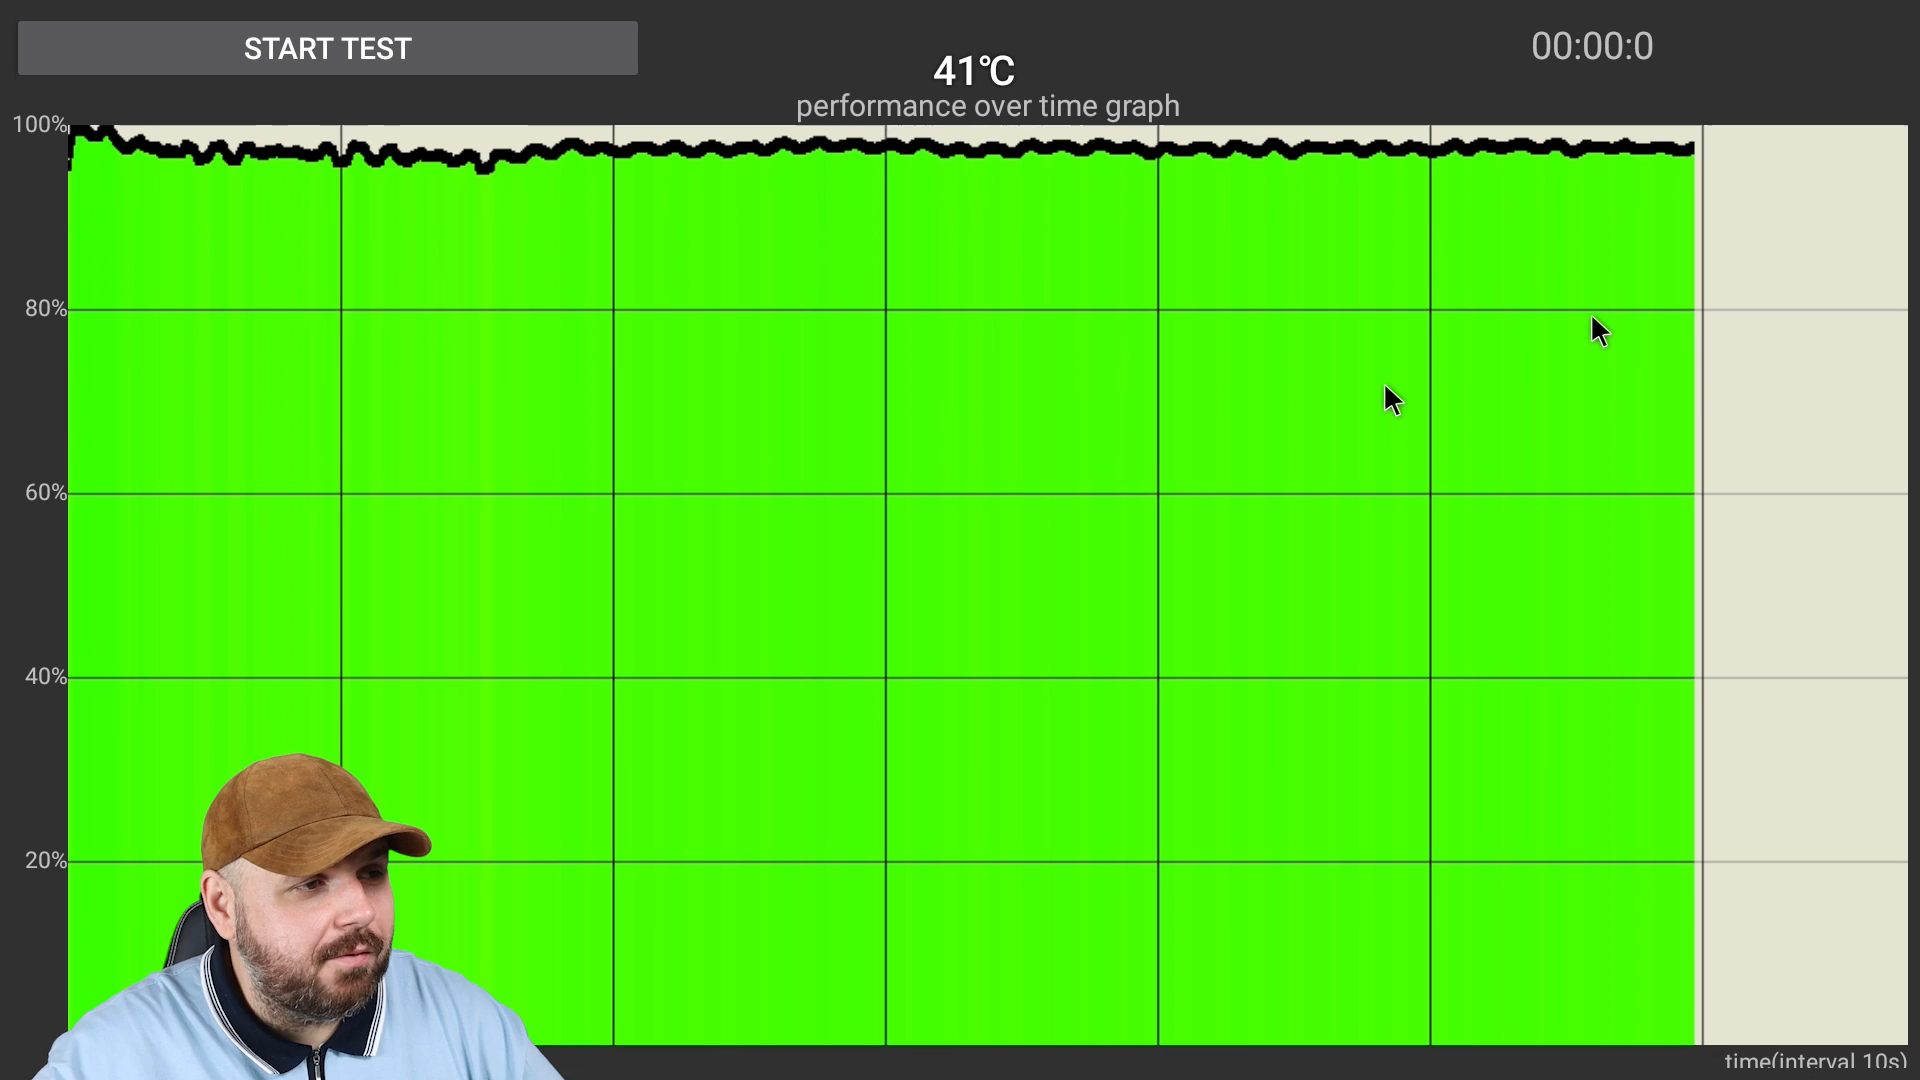 START TEST
00:00:0
41℃
performance over time graph
100%
80%
60%
40%
20%
time(interval 10s)